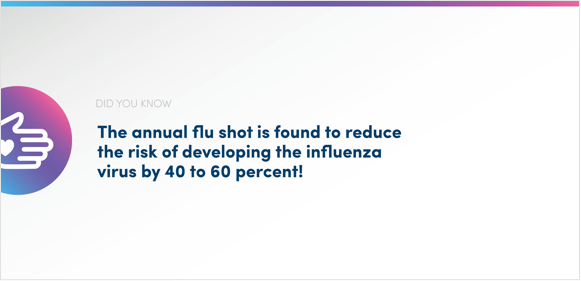 DID YOU KNOW
The annual flu shot is found to reduce
the risk of developing the influenza
virus by 40 to 60 percent!